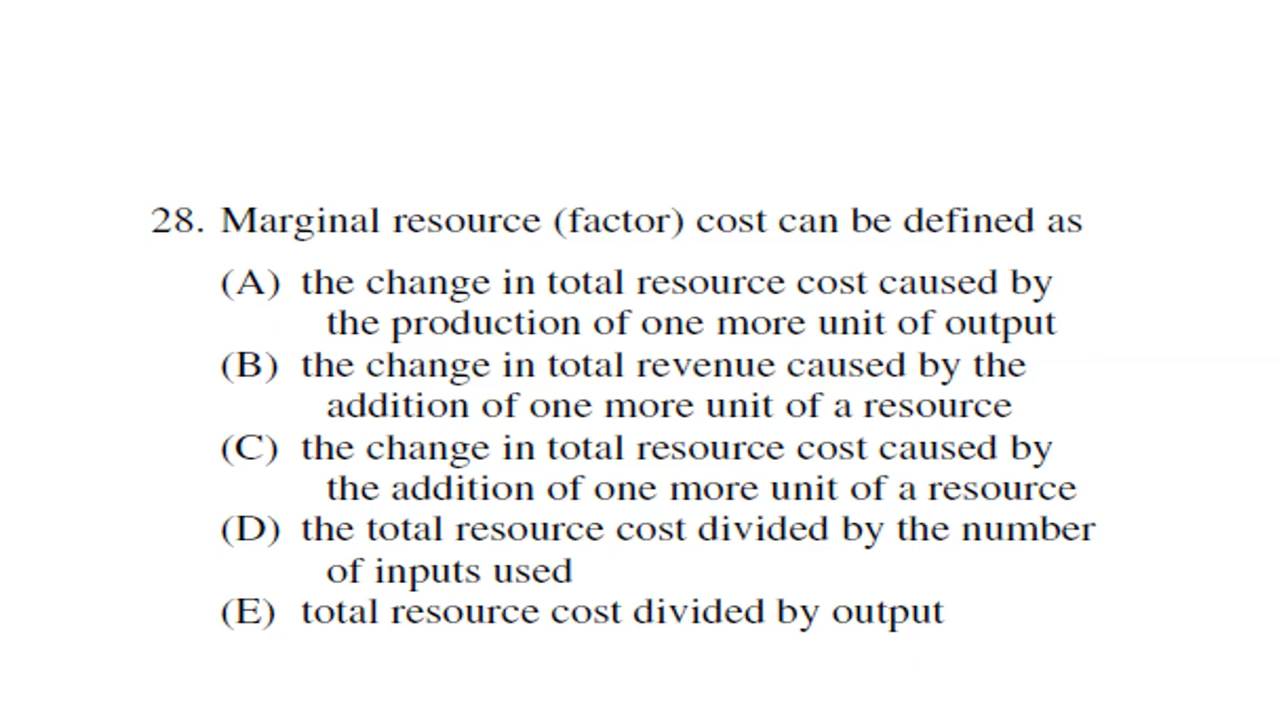 28. Marginal resource (factor) cost can be defined as
(A) the change in total resource cost caused by
the production of one more unit of output
(B) the change in total revenue caused by the
addition of one more unit of a resource
(C) the change in total resource cost caused by
the addition of one more unit of a resource
(D) the total resource cost divided by the number
of inputs used
(E) total resource cost divided by output